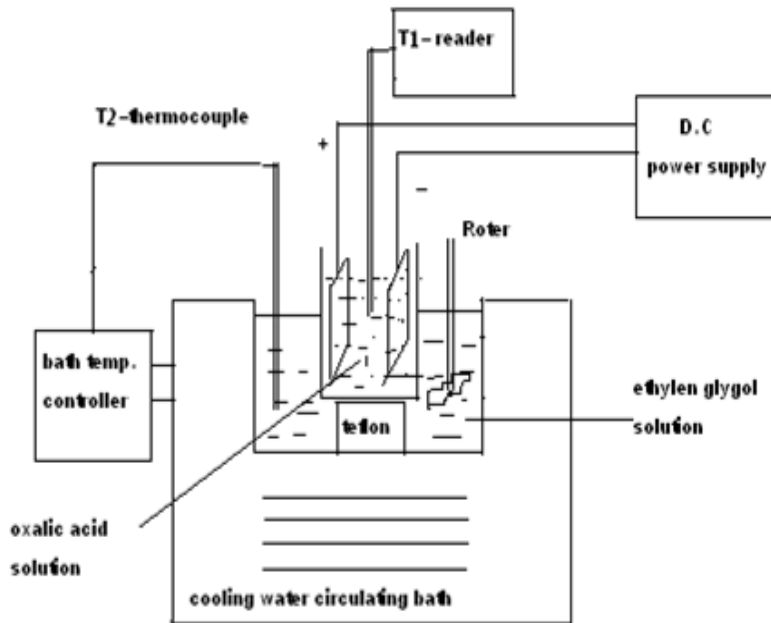 T1-reader
T2-thermocouple
D.C
power supply
+
-
Roter
bath temp.
controller
ethylen glygol
solution
teflon
oxalic acid
solution
cooling water circulating bath